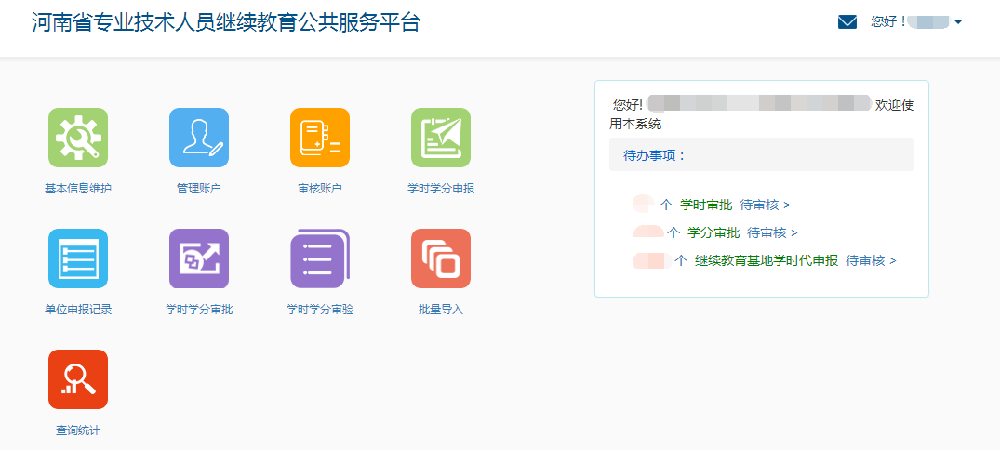 河南省专业技术人员继续教育公共服务平台
您好！
基本信息维护
管理账户
审核账户
学时学分申报
单位申报记录
学时学分审批
学时学分审验
批量导入
查询统计
您好!
欢迎使
用本系统
待办事项：
个 学时审批 待审核 >
个 学分审批 待审核 >
个 继续教育基地学时代申报 待审核 >